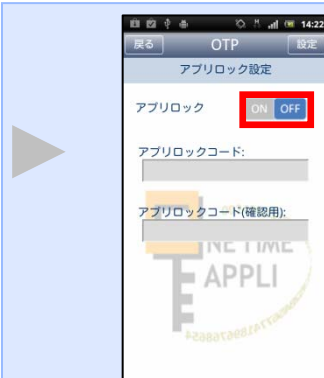 14:22
戻る OTP 設定
アプリロック設定
アプリロック ON OFF
アプリロックコード:
アプリロックコード(確認用):
NE TIME
APPLI